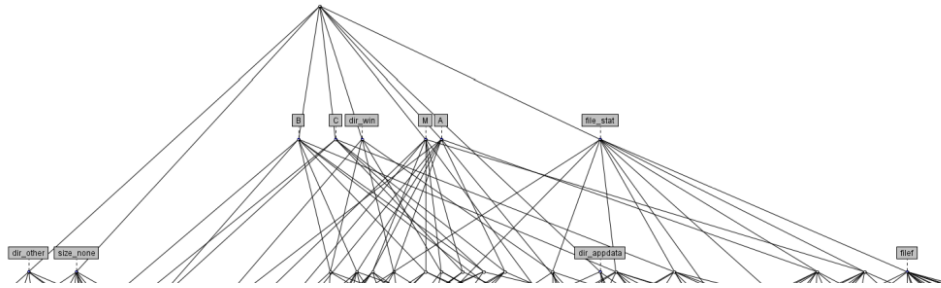 B C dir_win M A file_stat
dir_other size_none dir_appdata filef